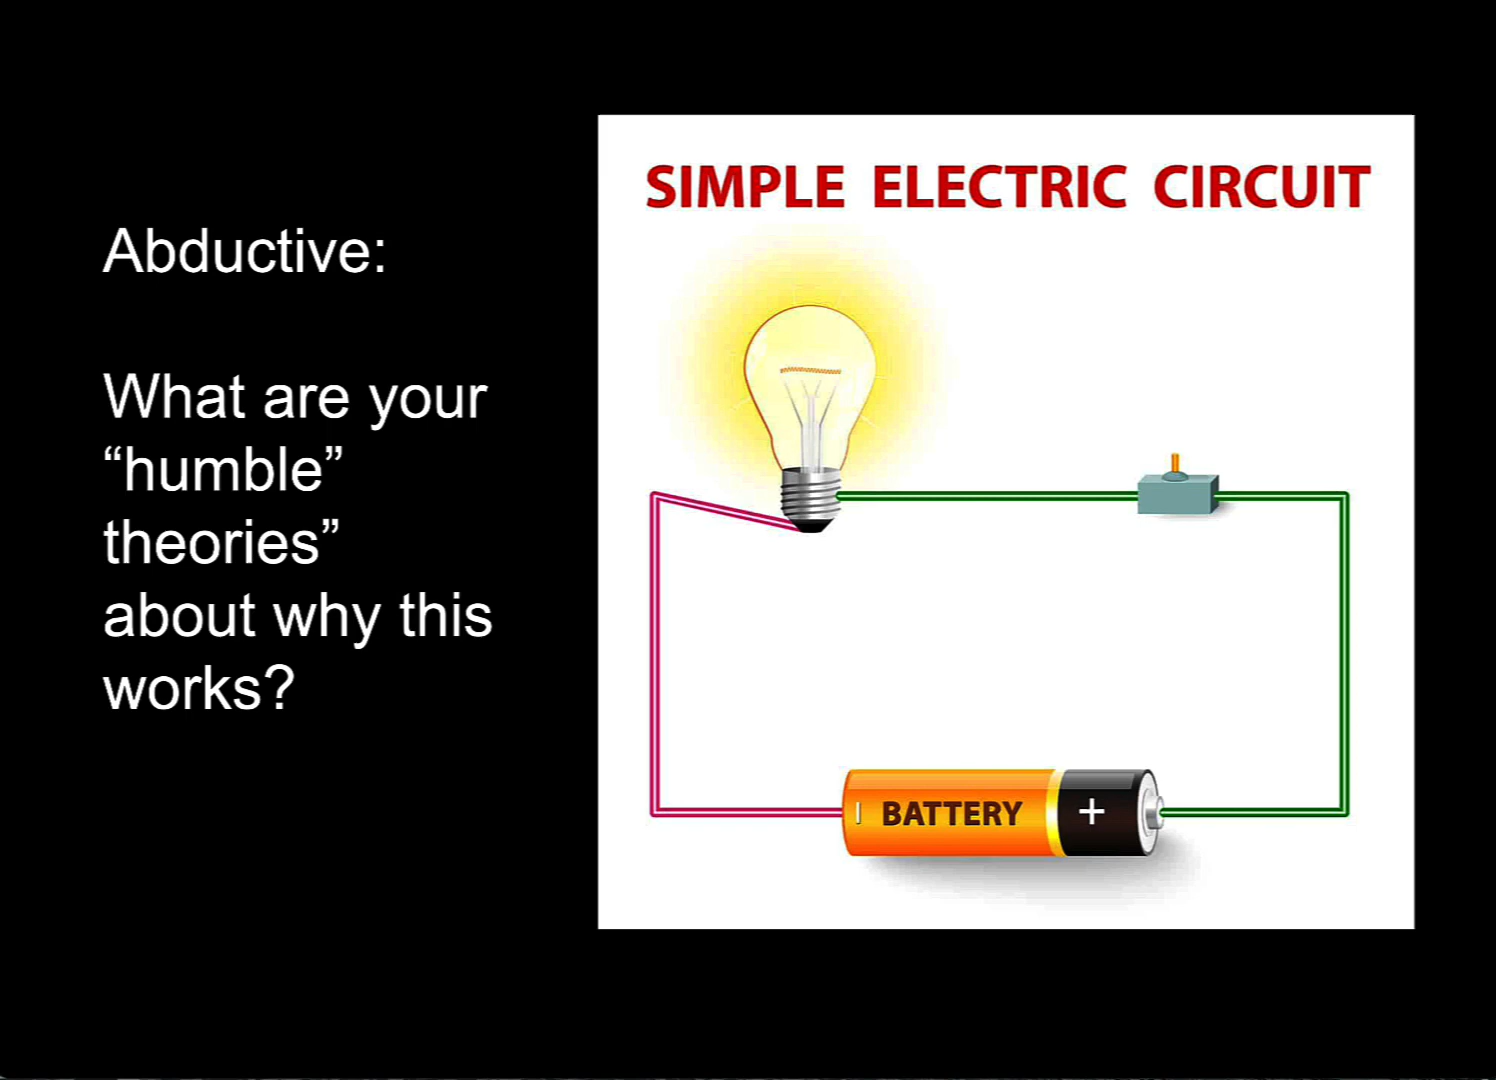 Abductive:
What are your
“humble”
theories”
about why this
works?
SIMPLE ELECTRIC CIRCUIT
BATTERY +